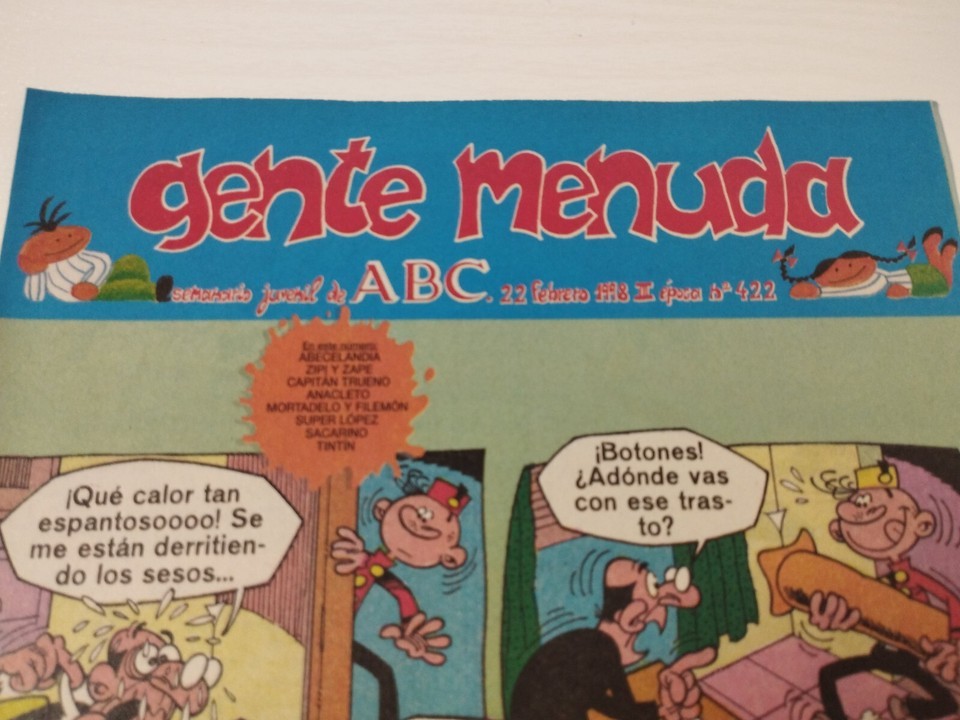 gente menuda
semanario juvenil de ABC. 22 febrero 1998 II época nº 422
En este número:
ABECELANDIA
ZIPI Y ZAPE
CAPITÁN TRUENO
ANACLETO
MORTADELO Y FILEMÓN
SUPER LÓPEZ
SACARINO
TINTÍN
¡Qué calor tan
espantosoooo! Se
me están derritien-
do los sesos...
¡Botones!
¿Adónde vas
con ese tras-
to?